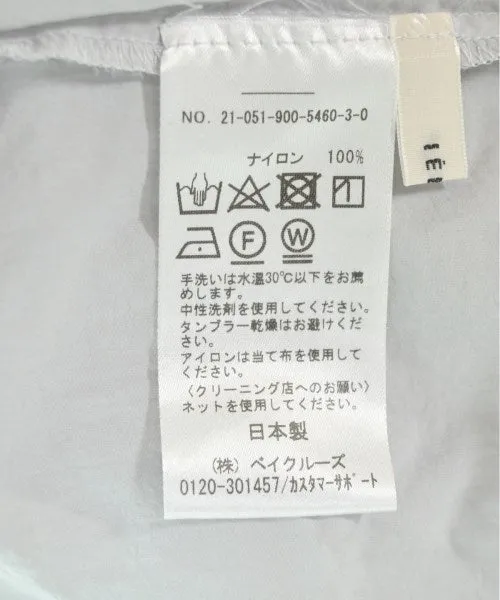 NO. 21-051-900-5460-3-0
ナイロン 100%
F W
手洗いは水温30℃以下をお薦
めします。
中性洗剤を使用してください。
タンブラー乾燥はお避けくだ
さい。
アイロンは当て布を使用して
ください。
〈クリーニング店へのお願い〉
ネットを使用してください。
日本製
(株) ベイクルーズ
0120-301457/カスタマーサポート